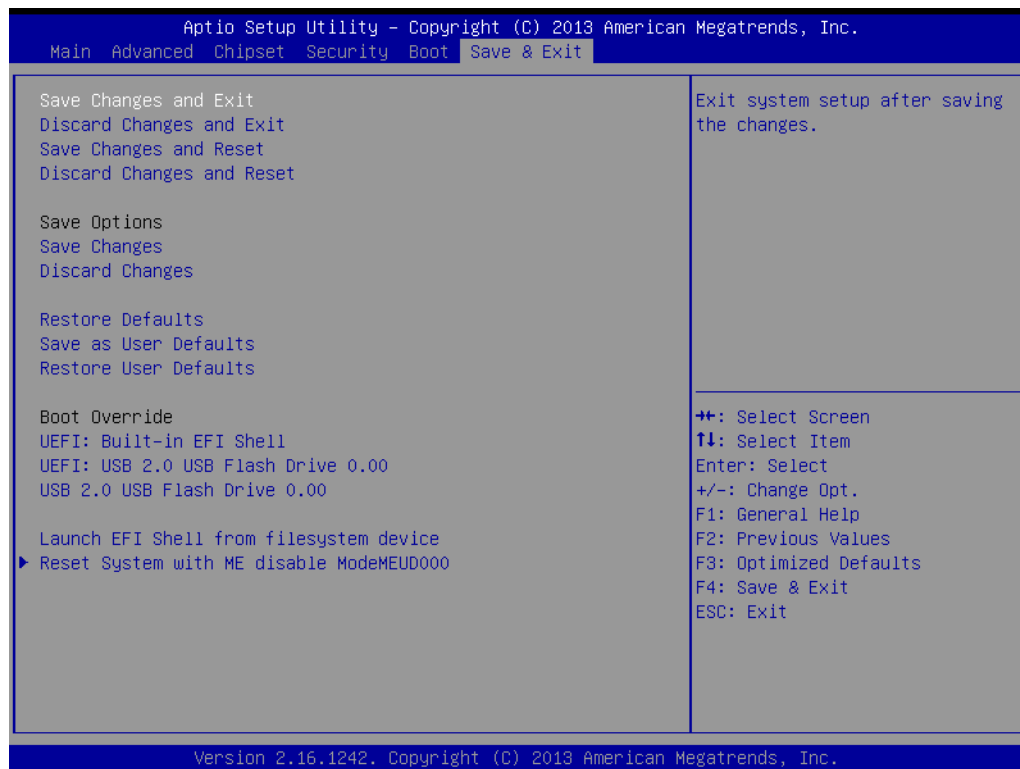 Aptio Setup Utility – Copyright (C) 2013 American Megatrends, Inc.
Main Advanced Chipset Security Boot Save & Exit
Save Changes and Exit
Discard Changes and Exit
Save Changes and Reset
Discard Changes and Reset
Save Options
Save Changes
Discard Changes
Restore Defaults
Save as User Defaults
Restore User Defaults
Boot Override
UEFI: Built-in EFI Shell
UEFI: USB 2.0 USB Flash Drive 0.00
USB 2.0 USB Flash Drive 0.00
Launch EFI Shell from filesystem device
▶ Reset System with ME disable ModeMEUD000
Exit system setup after saving
the changes.
→←: Select Screen
↑↓: Select Item
Enter: Select
+/-: Change Opt.
F1: General Help
F2: Previous Values
F3: Optimized Defaults
F4: Save & Exit
ESC: Exit
Version 2.16.1242. Copyright (C) 2013 American Megatrends, Inc.